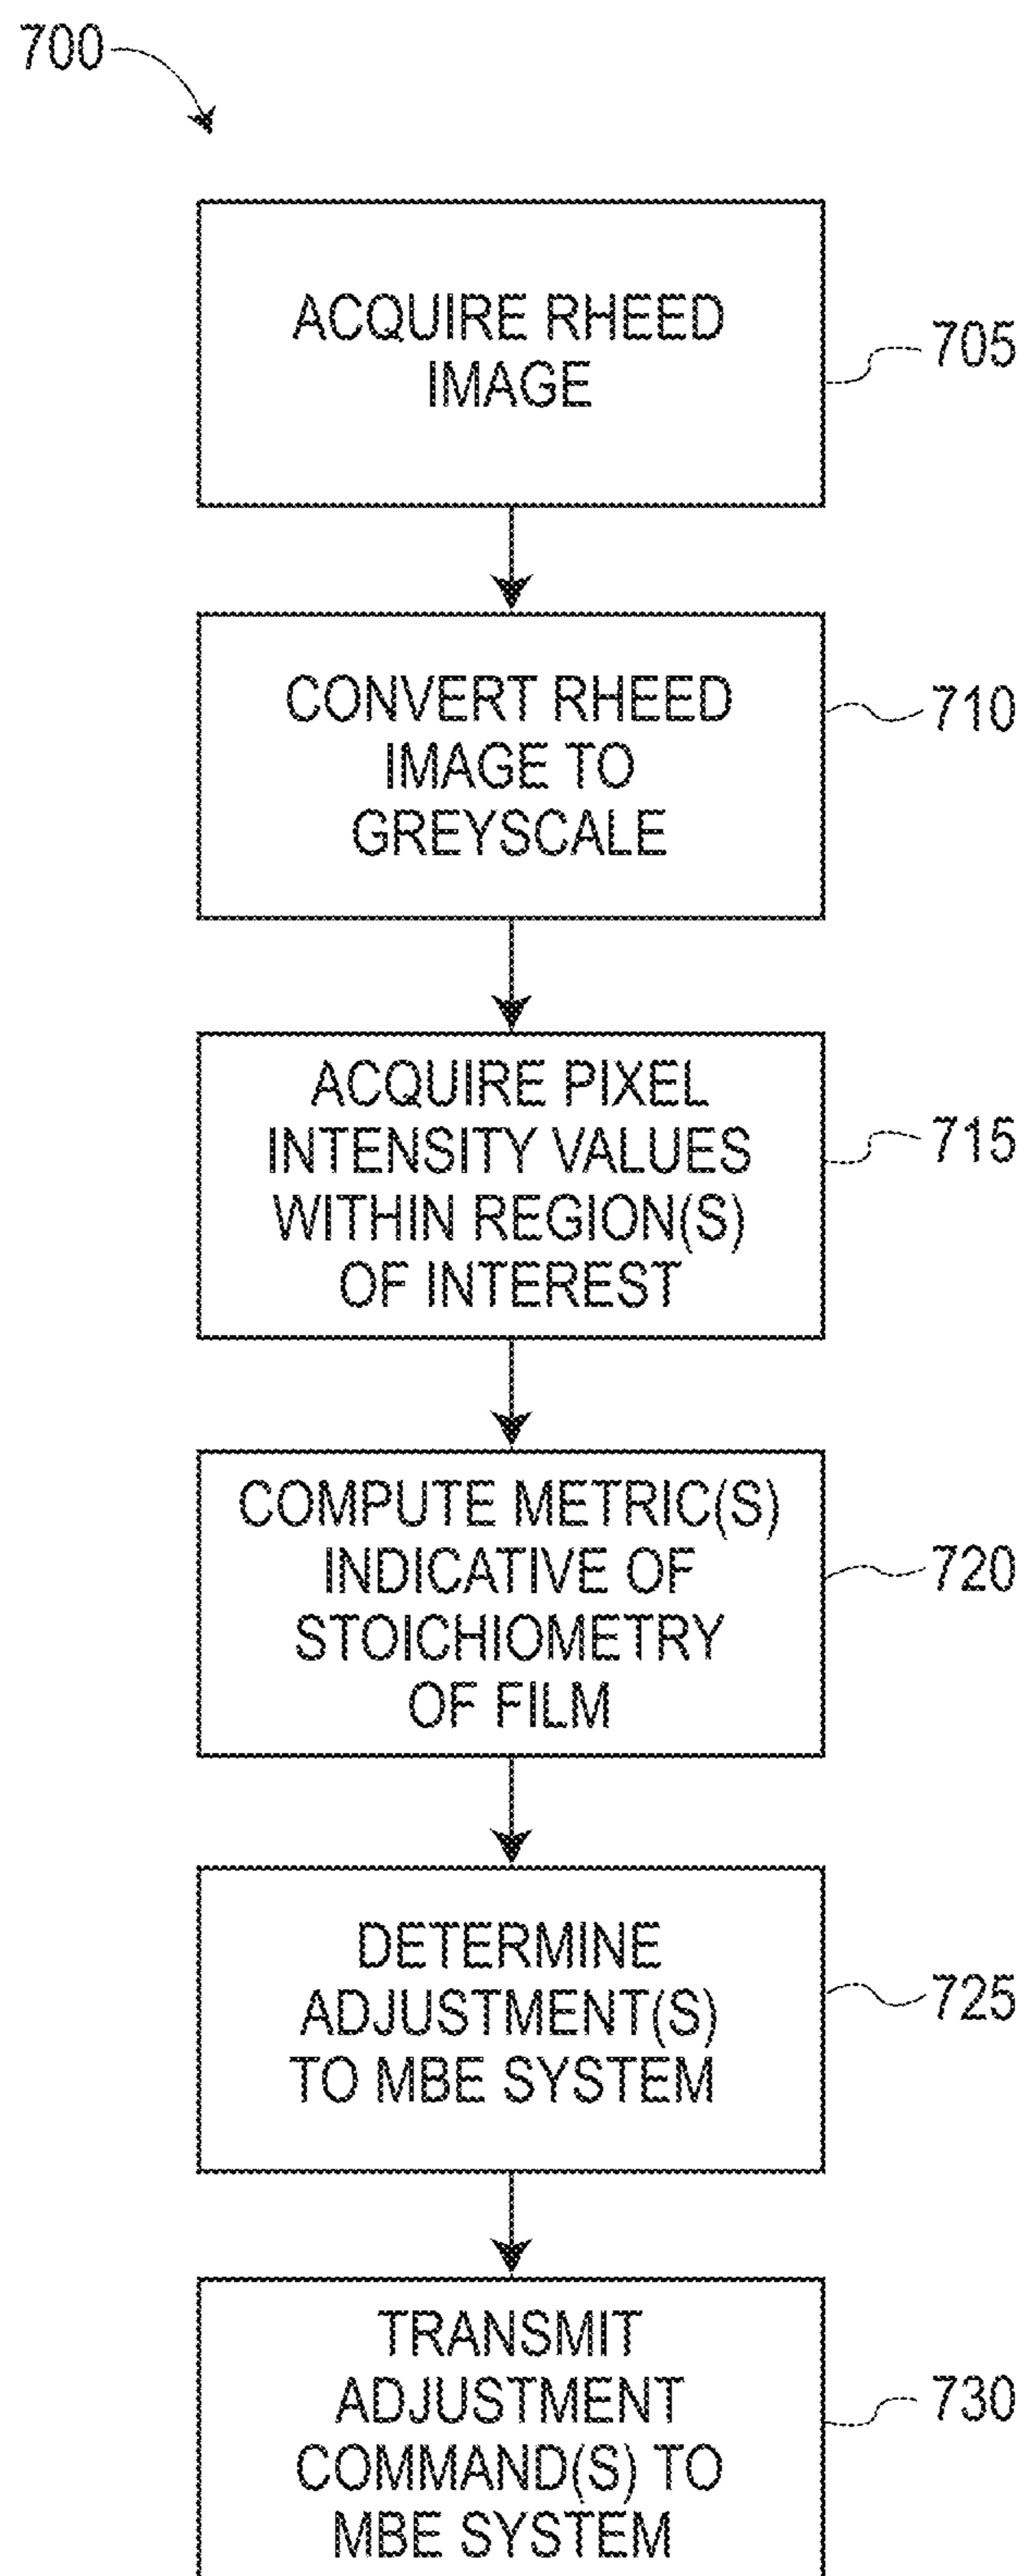 700
ACQUIRE RHEED
IMAGE
705
CONVERT RHEED
IMAGE TO
GREYSCALE
710
ACQUIRE PIXEL
INTENSITY VALUES
WITHIN REGION(S)
OF INTEREST
715
COMPUTE METRIC(S)
INDICATIVE OF
STOICHIOMETRY
OF FILM
720
DETERMINE
ADJUSTMENT(S)
TO MBE SYSTEM
725
TRANSMIT
ADJUSTMENT
COMMAND(S) TO
MBE SYSTEM
730